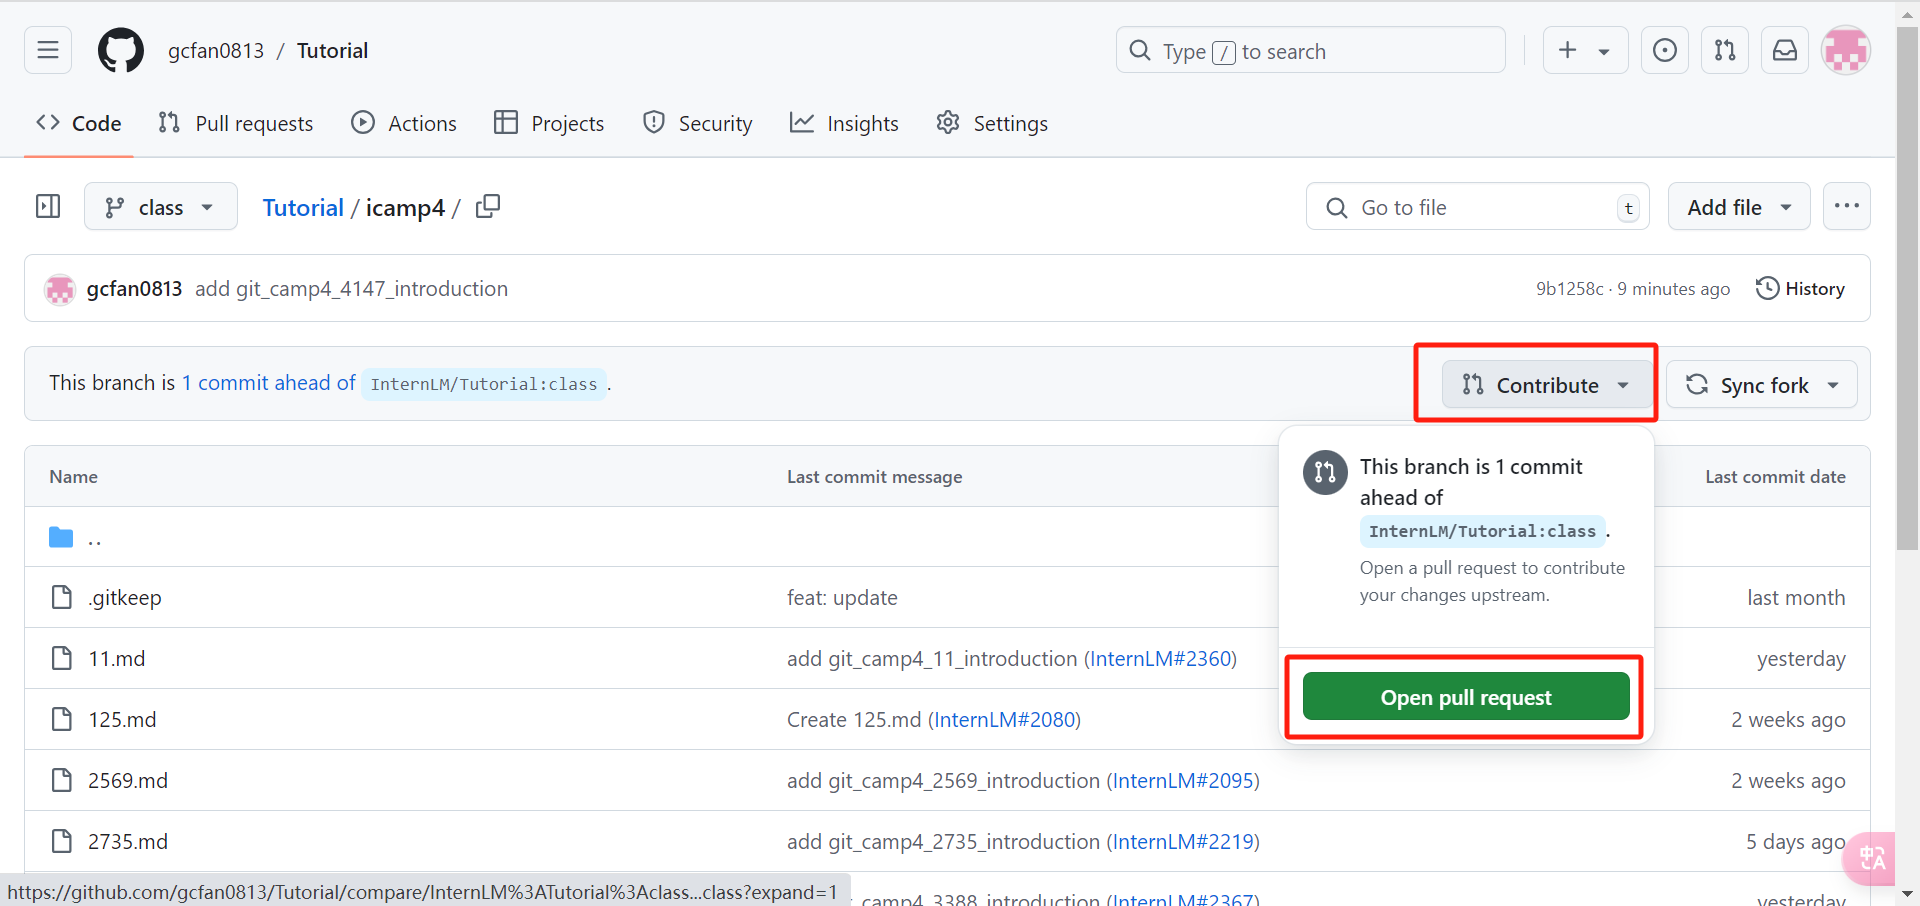 gcfan0813 / Tutorial
Type / to search
Code Pull requests Actions Projects Security Insights Settings
class Tutorial / icamp4 / Go to file t Add file
gcfan0813 add git_camp4_4147_introduction 9b1258c · 9 minutes ago History
This branch is 1 commit ahead of InternLM/Tutorial:class . Contribute Sync fork
This branch is 1 commit
ahead of
InternLM/Tutorial:class .
Open a pull request to contribute
your changes upstream.
Open pull request
Name Last commit message Last commit date
..
.gitkeep feat: update last month
11.md add git_camp4_11_introduction (InternLM#2360) yesterday
125.md Create 125.md (InternLM#2080) 2 weeks ago
2569.md add git_camp4_2569_introduction (InternLM#2095) 2 weeks ago
2735.md add git_camp4_2735_introduction (InternLM#2219) 5 days ago
中A
https://github.com/gcfan0813/Tutorial/compare/InternLM%3ATutorial%3Aclass...class?expand=1
camp4_3388_introduction (InternLM#2367) yesterday